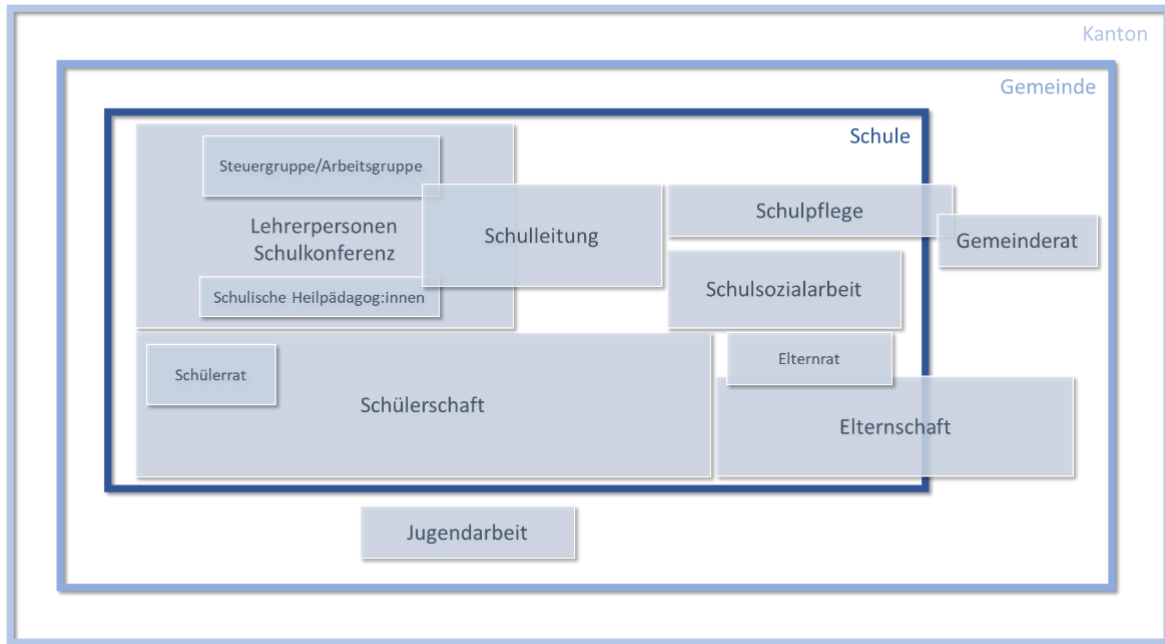 Kanton
Gemeinde
Schule
Steuergruppe/Arbeitsgruppe
Lehrerpersonen
Schulkonferenz
Schulleitung
Schulpflege
Gemeinderat
Schulsozialarbeit
Schulische Heilpädagog:innen
Schülerrat
Schülerschaft
Elternrat
Elternschaft
Jugendarbeit